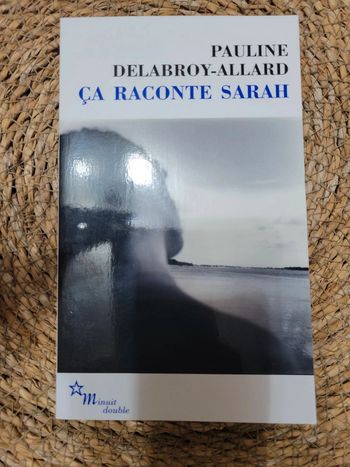 PAULINE
DELABROY-ALLARD
ÇA RACONTE SARAH
minuit
double